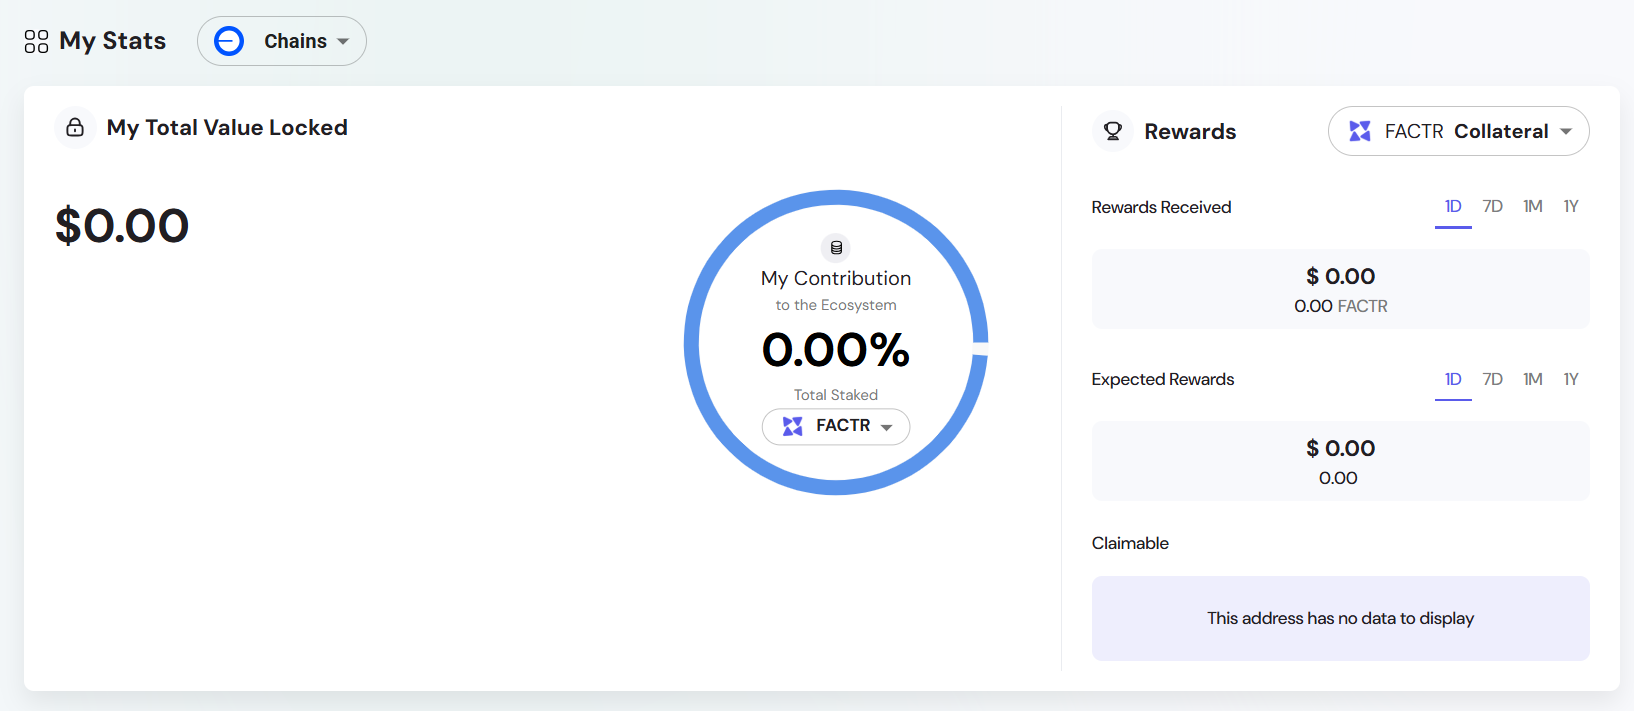 My Stats
Chains
My Total Value Locked
$0.00
My Contribution
to the Ecosystem
0.00%
Total Staked
FACTR
Rewards
FACTR Collateral
Rewards Received
1D 7D 1M 1Y
$ 0.00
0.00 FACTR
Expected Rewards
1D 7D 1M 1Y
$ 0.00
0.00
Claimable
This address has no data to display